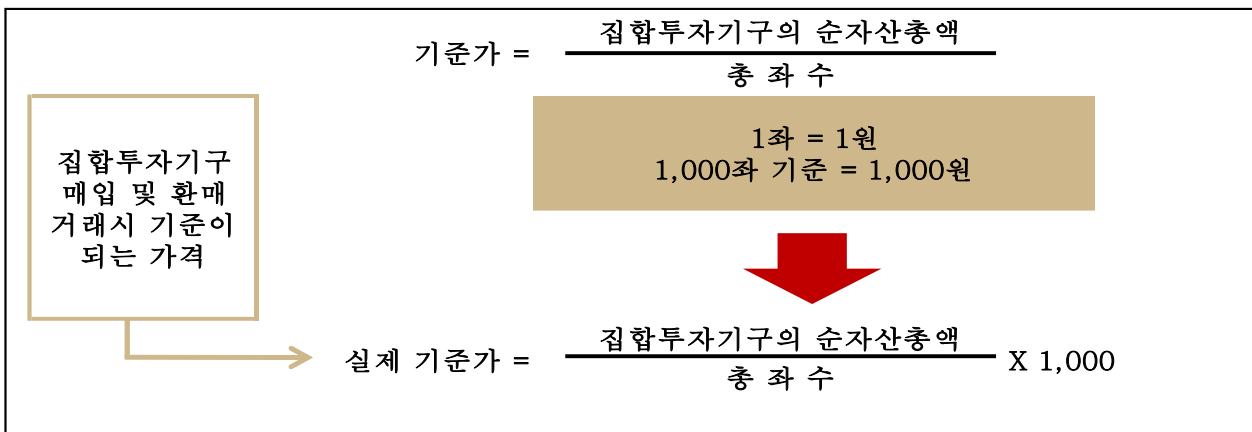 기준가 =
집합투자기구의 순자산총액
총 좌 수
1좌 = 1원
1,000좌 기준 = 1,000원
집합투자기구
매입 및 환매
거래시 기준이
되는 가격
실제 기준가 =
집합투자기구의 순자산총액
총 좌 수
X 1,000